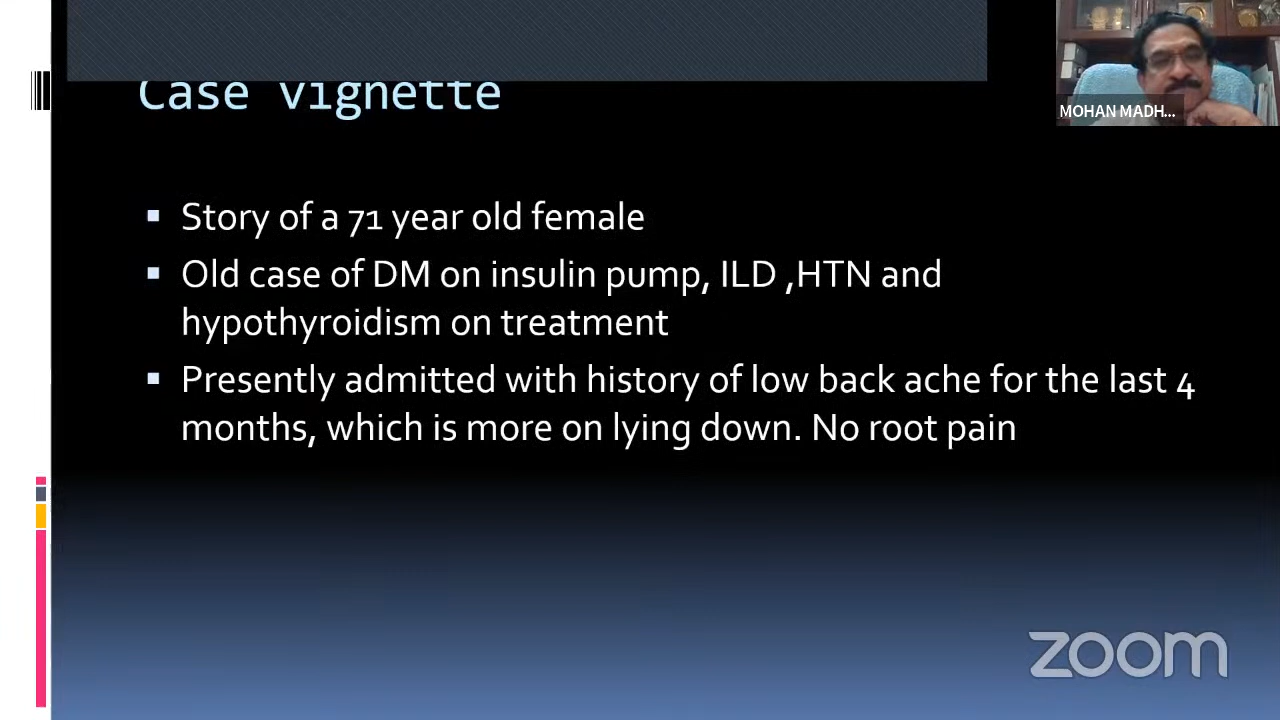 Case vignette
MOHAN MADH...
▪ Story of a 71 year old female
▪ Old case of DM on insulin pump, ILD ,HTN and
hypothyroidism on treatment
▪ Presently admitted with history of low back ache for the last 4
months, which is more on lying down. No root pain
zoom